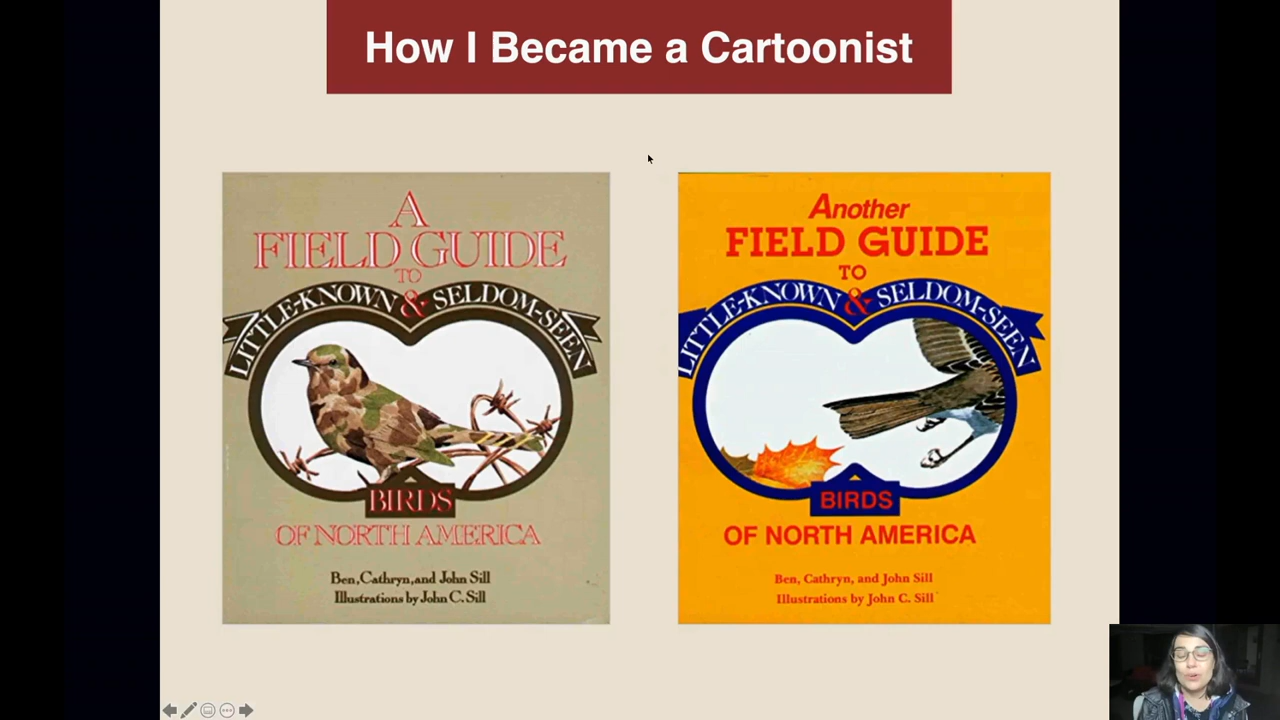 How I Became a Cartoonist
A
FIELD GUIDE
TO
LITTLE-KNOWN & SELDOM-SEEN
BIRDS
OF NORTH AMERICA
Ben, Cathryn, and John Sill
Illustrations by John C. Sill
Another
FIELD GUIDE
TO
LITTLE-KNOWN & SELDOM-SEEN
BIRDS
OF NORTH AMERICA
Ben, Cathryn, and John Sill
Illustrations by John C. Sill